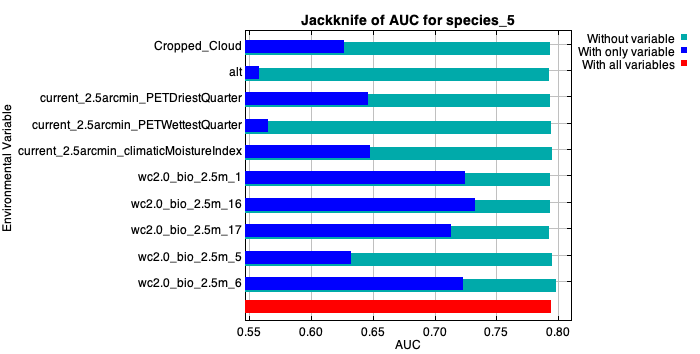 Jackknife of AUC for species_5
Without variable
With only variable
With all variables
Environmental Variable
Cropped_Cloud
alt
current_2.5arcmin_PETDriestQuarter
current_2.5arcmin_PETWettestQuarter
current_2.5arcmin_climaticMoistureIndex
wc2.0_bio_2.5m_1
wc2.0_bio_2.5m_16
wc2.0_bio_2.5m_17
wc2.0_bio_2.5m_5
wc2.0_bio_2.5m_6
0.55 0.60 0.65 0.70 0.75 0.80
AUC